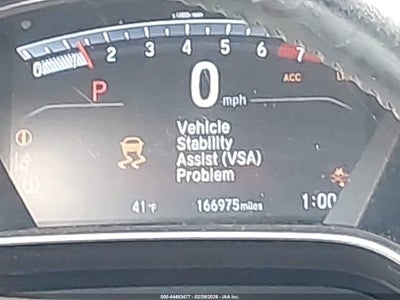 0 2 3 4 5 6 7
ACC
P
0 mph
Vehicle
Stability
Assist (VSA)
Problem
41°F 166975 miles 1:00
000-44483477 - 02/28/2026 - IAA Inc.